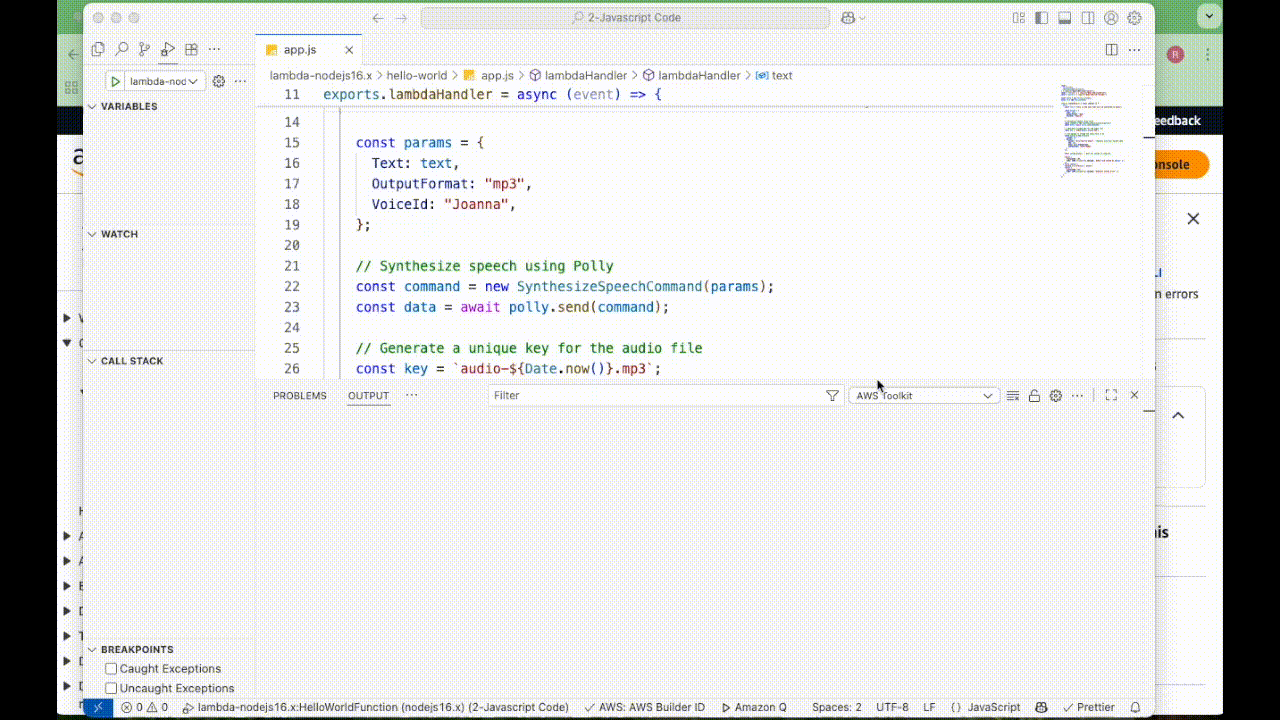 2-Javascript Code
app.js
eedback
lambda-nod
lambda-nodejs16.x > hello-world > app.js > lambdaHandler > lambdaHandler > text
11 exports.lambdaHandler = async (event) => {
VARIABLES
14
15 const params = {
16 Text: text,
17 OutputFormat: "mp3",
18 VoiceId: "Joanna",
19 };
20
21 // Synthesize speech using Polly
22 const command = new SynthesizeSpeechCommand(params);
23 const data = await polly.send(command);
24
25 // Generate a unique key for the audio file
26 const key = `audio-${Date.now()}.mp3`;
WATCH
CALL STACK
R
onsole
n errors
PROBLEMS OUTPUT ... Filter AWS Toolkit
is
BREAKPOINTS
Caught Exceptions
Uncaught Exceptions
0 0 lambda-nodejs16.x:HelloWorldFunction (nodejs16.x) (2-Javascript Code) AWS: AWS Builder ID Amazon Q Spaces: 2 UTF-8 LF {} JavaScript Prettier